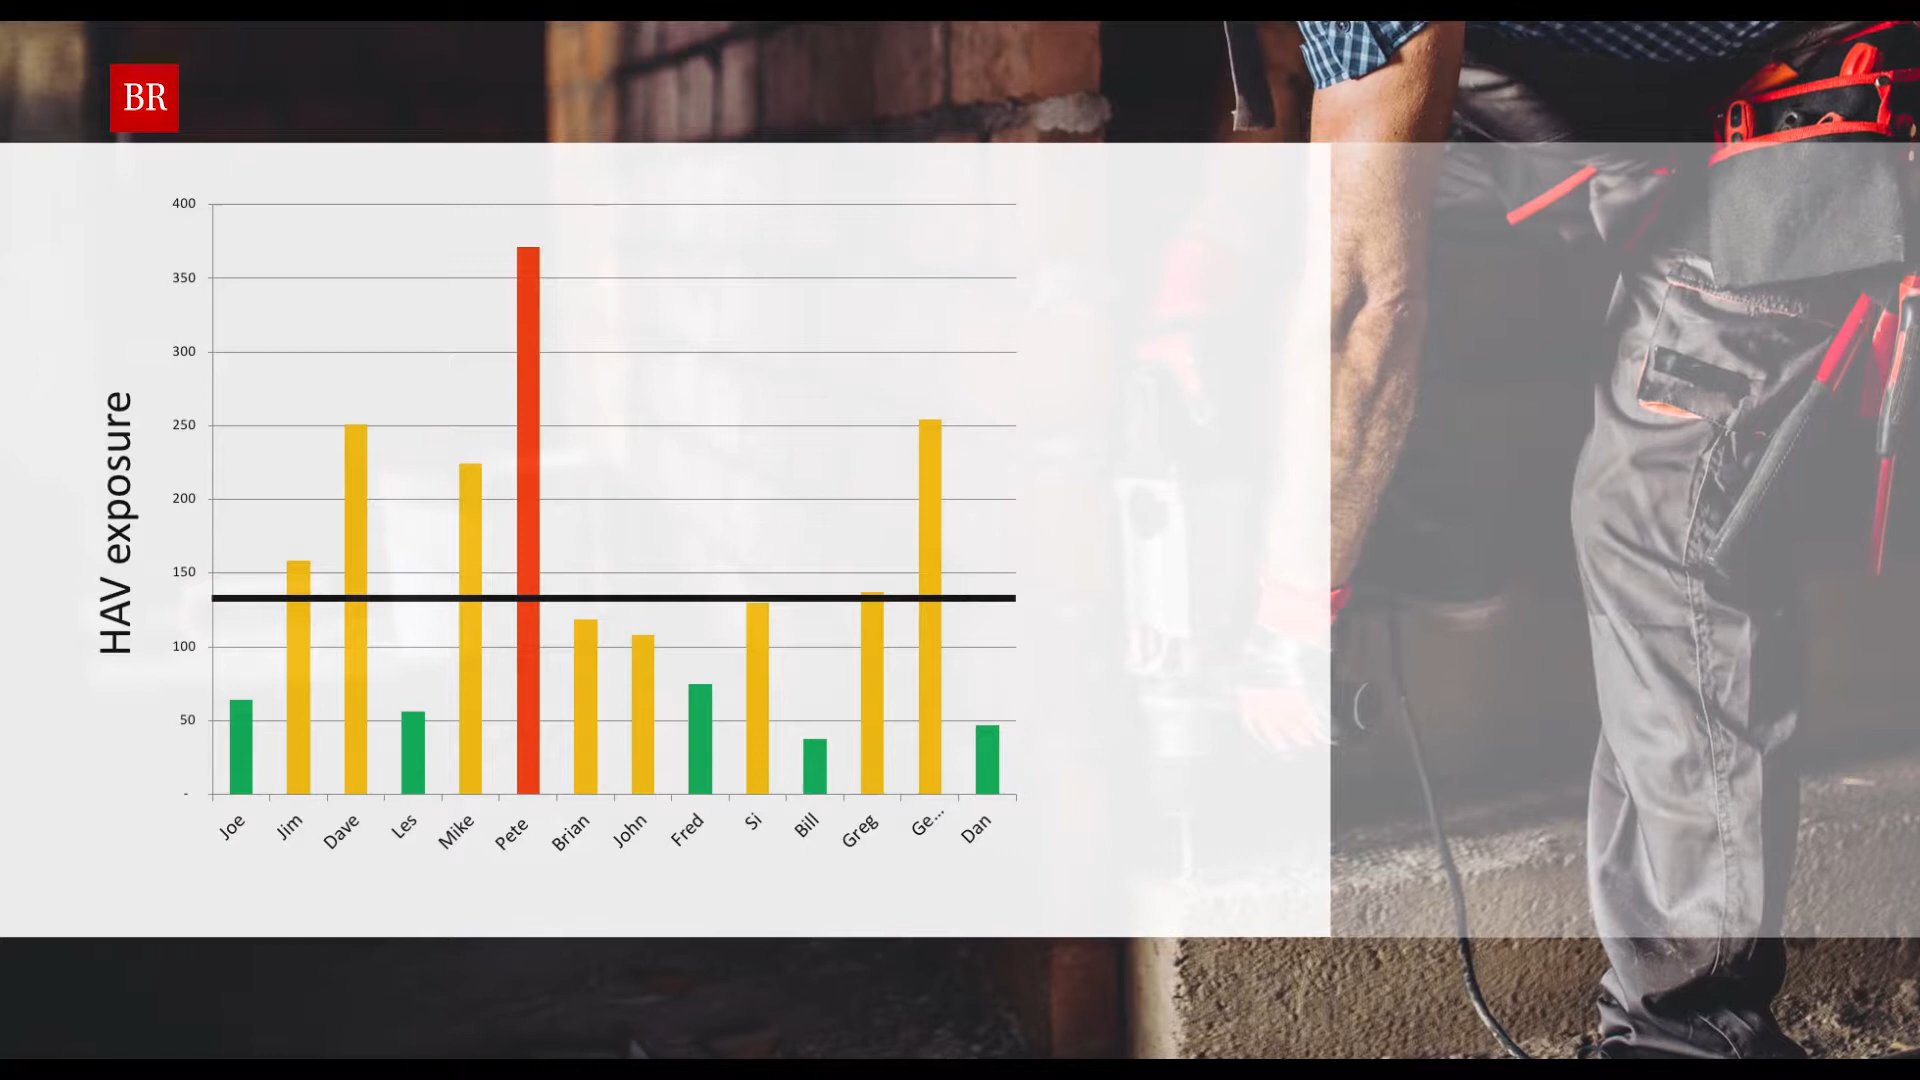 BR
HAV exposure
400
350
300
250
200
150
100
50
-
Joe
Jim
Dave
Les
Mike
Pete
Brian
John
Fred
Si
Bill
Greg
Ge...
Dan